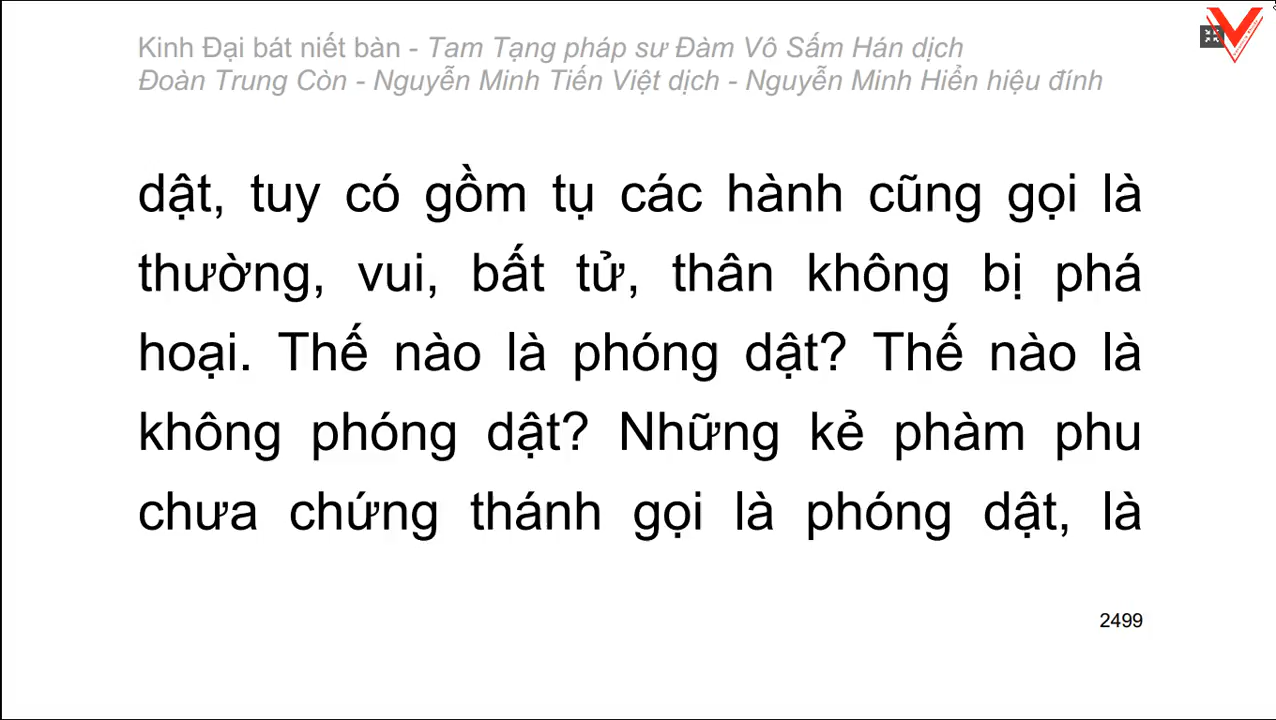 Kinh Đại bát niết bàn - Tam Tạng pháp sư Đàm Vô Sấm Hán dịch
Đoàn Trung Còn - Nguyễn Minh Tiến Việt dịch - Nguyễn Minh Hiển hiệu đính
dật, tuy có gồm tụ các hành cũng gọi là
thường, vui, bất tử, thân không bị phá
hoại. Thế nào là phóng dật? Thế nào là
không phóng dật? Những kẻ phàm phu
chưa chứng thánh gọi là phóng dật, là
2499